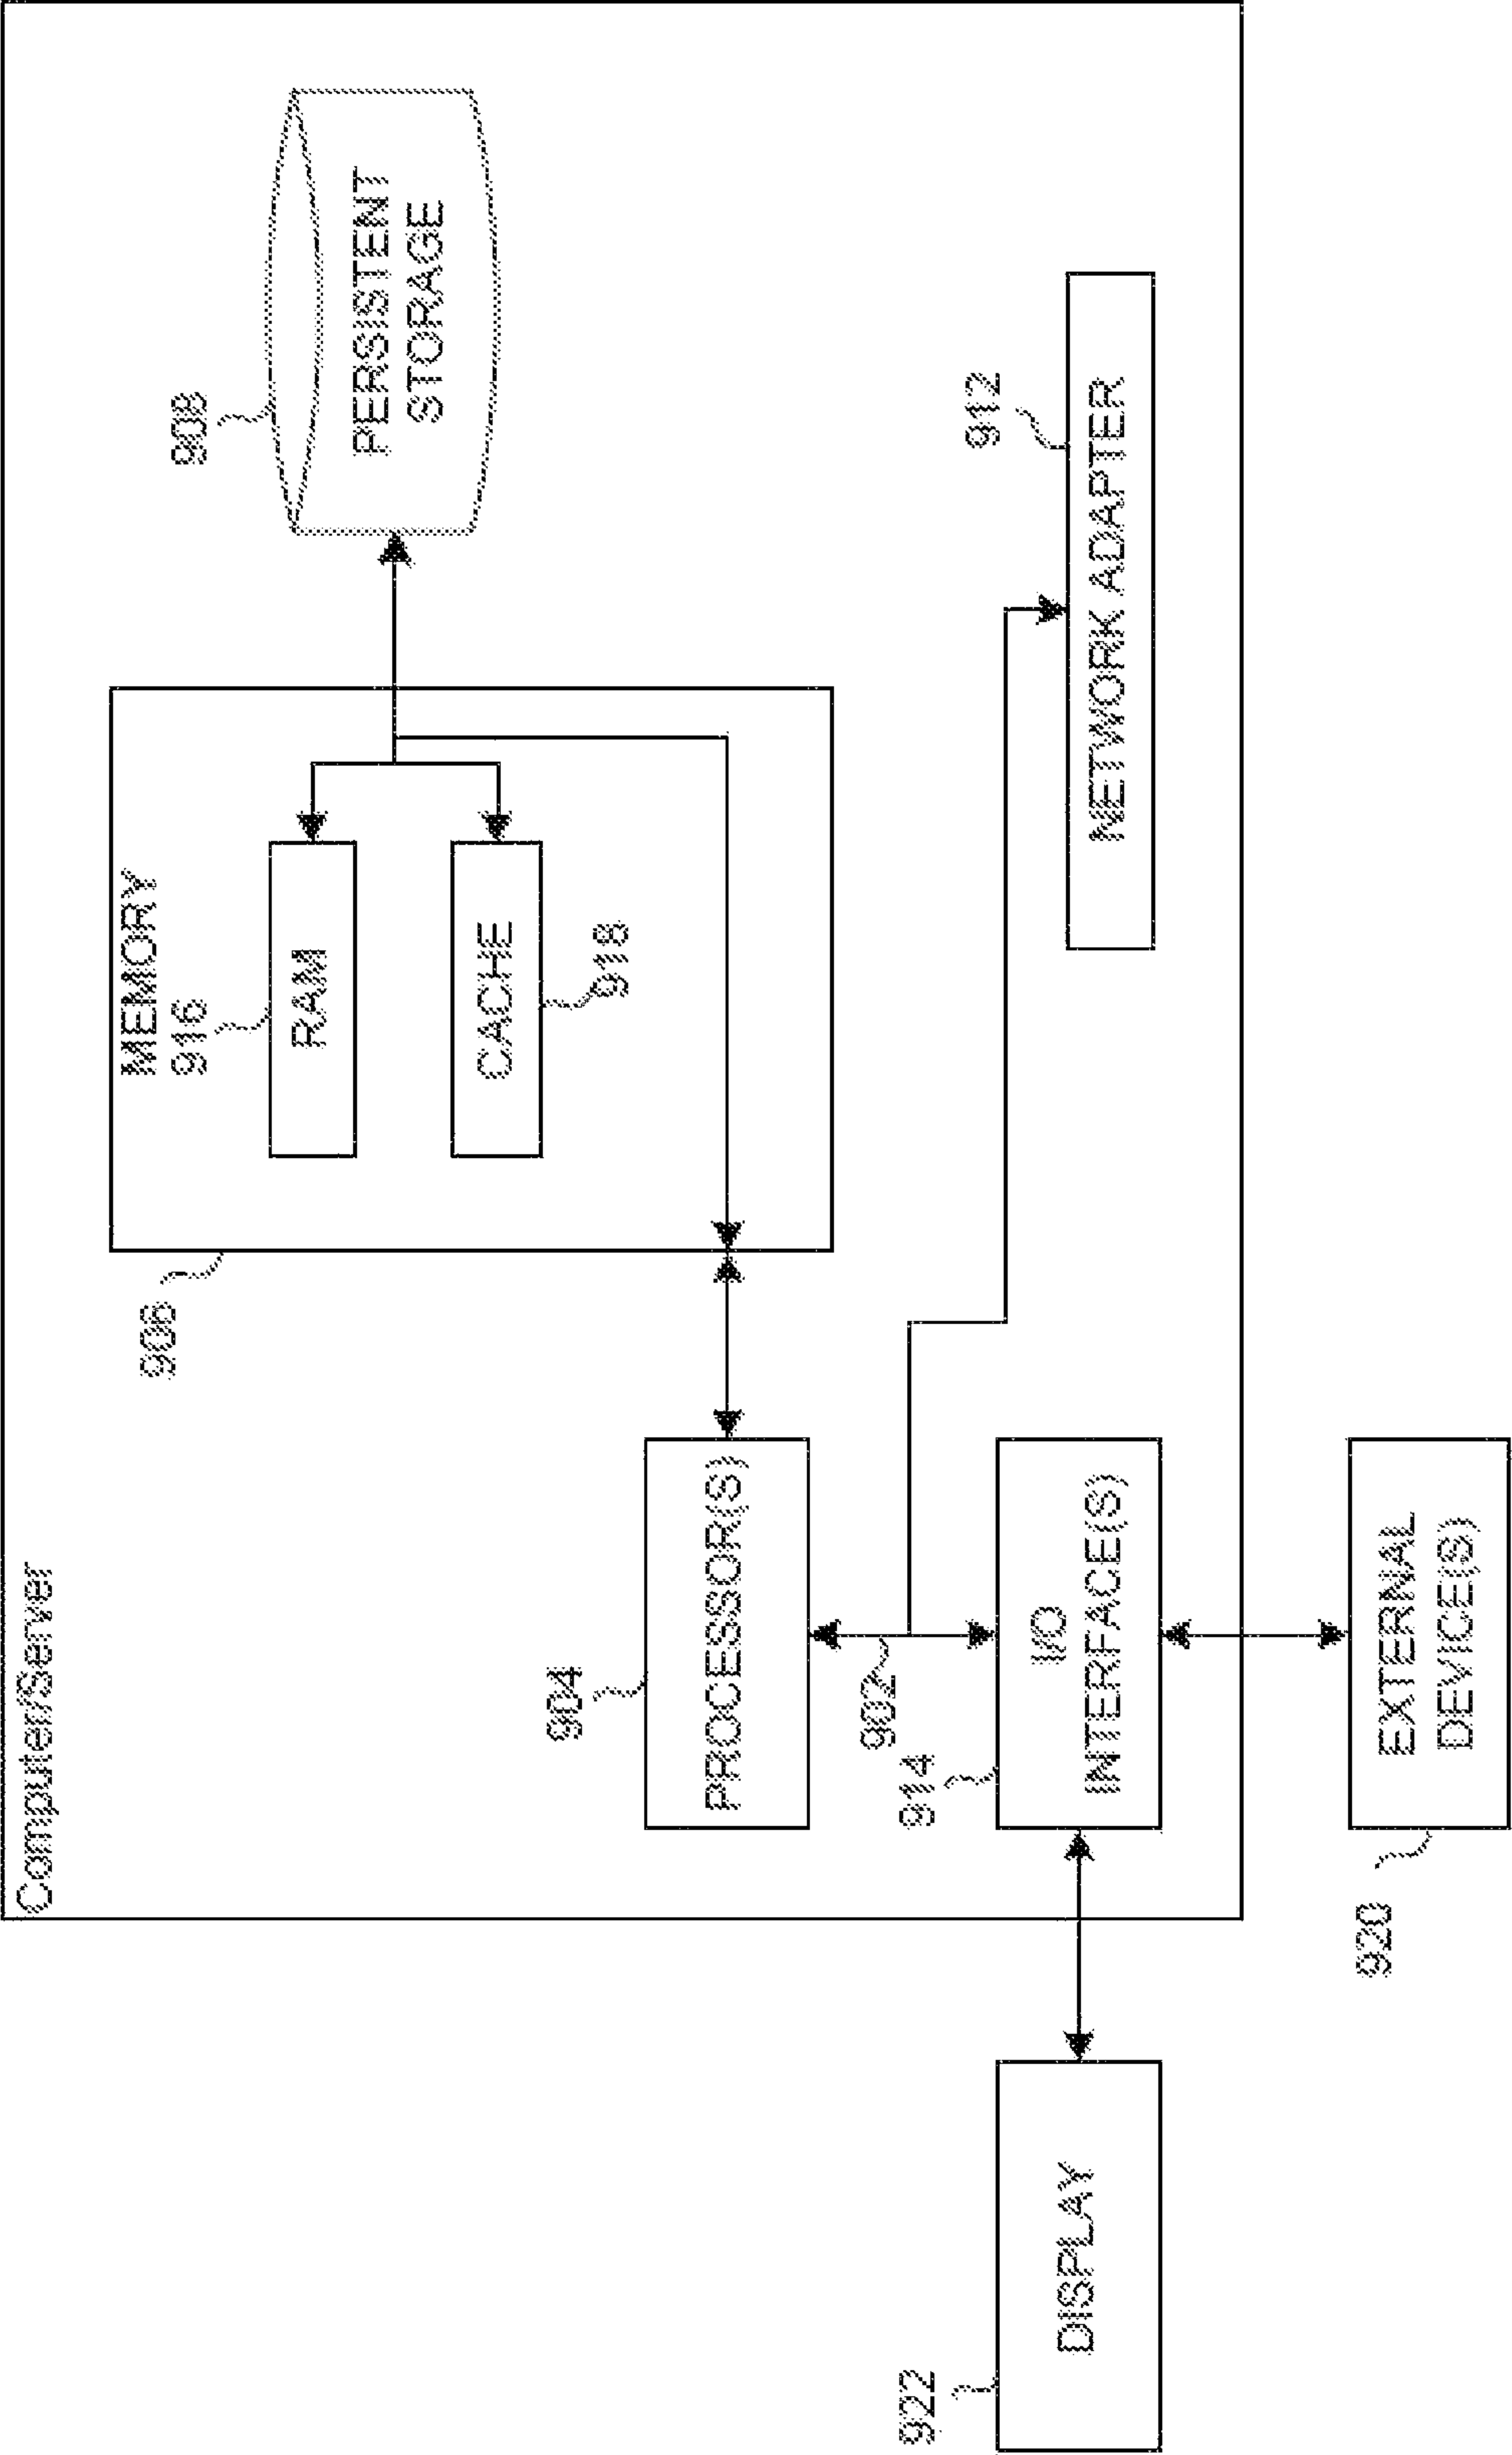 Computer/Server
MEMORY
906
916
908
RAM
PERSISTENT
STORAGE
CACHE
918
904
PROCESSOR(S)
902
922
914
912
DISPLAY
I/O
INTERFACE(S)
NETWORK ADAPTER
920
EXTERNAL
DEVICE(S)